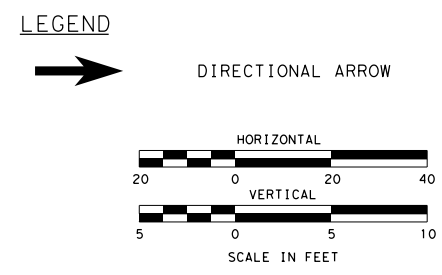 LEGEND
DIRECTIONAL ARROW
HORIZONTAL
20 0 20 40
VERTICAL
5 0 5 10
SCALE IN FEET